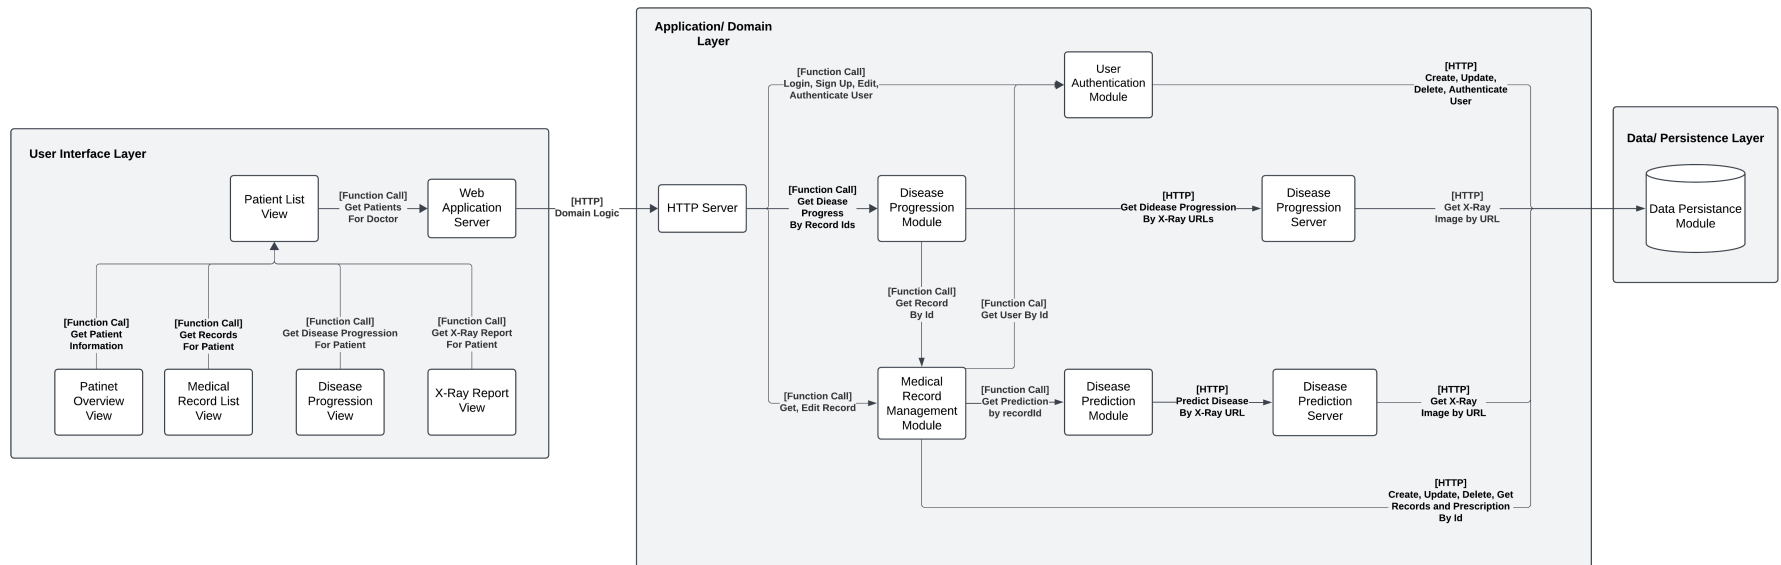 Application/ Domain
Layer
User Interface Layer
Data/ Persistence Layer
Patient List
View
[Function Call]
Get Patients
For Doctor
Web
Application
Server
[HTTP]
Domain Logic
[Function Cal]
Get Patient
Information
[Function Call]
Get Records
For Patient
[Function Call]
Get Disease Progression
For Patient
[Function Call]
Get X-Ray Report
For Patient
Patinet
Overview
View
Medical
Record List
View
Disease
Progression
View
X-Ray Report
View
HTTP Server
[Function Call]
Login, Sign Up, Edit,
Authenticate User
User
Authentication
Module
[HTTP]
Create, Update,
Delete, Authenticate
User
[Function Call]
Get Diease
Progress
By Record Ids
Disease
Progression
Module
[HTTP]
Get Didease Progression
By X-Ray URLs
Disease
Progression
Server
[HTTP]
Get X-Ray
Image by URL
Data Persistance
Module
[Function Call]
Get Record
By Id
[Function Cal]
Get User By Id
[Function Call]
Get, Edit Record
Medical
Record
Management
Module
[Function Call]
Get Prediction
by recordId
Disease
Prediction
Module
[HTTP]
Predict Disease
By X-Ray URL
Disease
Prediction
Server
[HTTP]
Get X-Ray
Image by URL
[HTTP]
Create, Update, Delete, Get
Records and Prescription
By Id